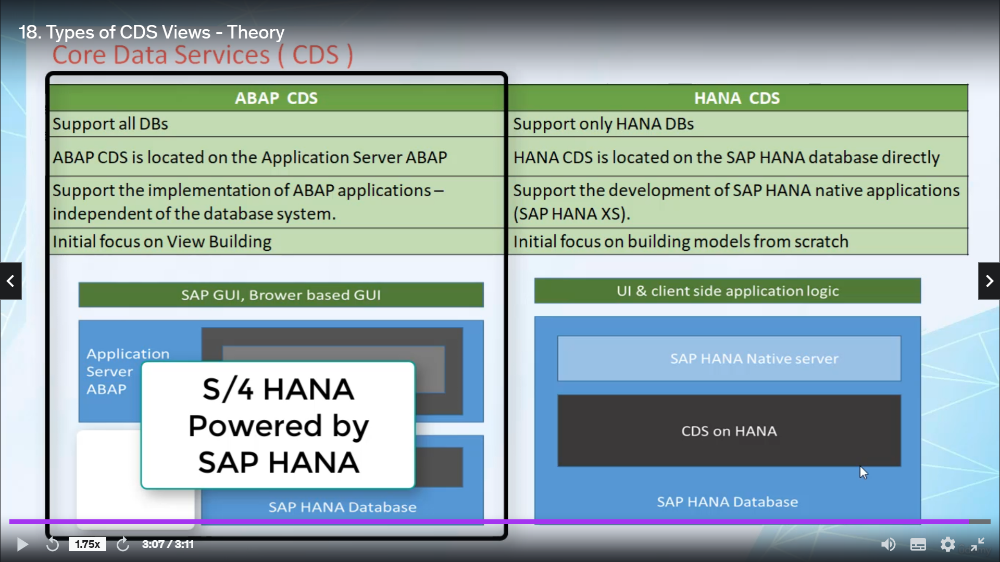 18. Types of CDS Views - Theory
Core Data Services ( CDS )
ABAP CDS
HANA CDS
Support all DBs
Support only HANA DBs
ABAP CDS is located on the Application Server ABAP
HANA CDS is located on the SAP HANA database directly
Support the implementation of ABAP applications –
independent of the database system.
Support the development of SAP HANA native applications
(SAP HANA XS).
Initial focus on View Building
Initial focus on building models from scratch
SAP GUI, Brower based GUI
Application
Server
ABAP
S/4 HANA
Powered by
SAP HANA
SAP HANA Database
UI & client side application logic
SAP HANA Native server
CDS on HANA
SAP HANA Database
1.75x
3:07 / 3:11